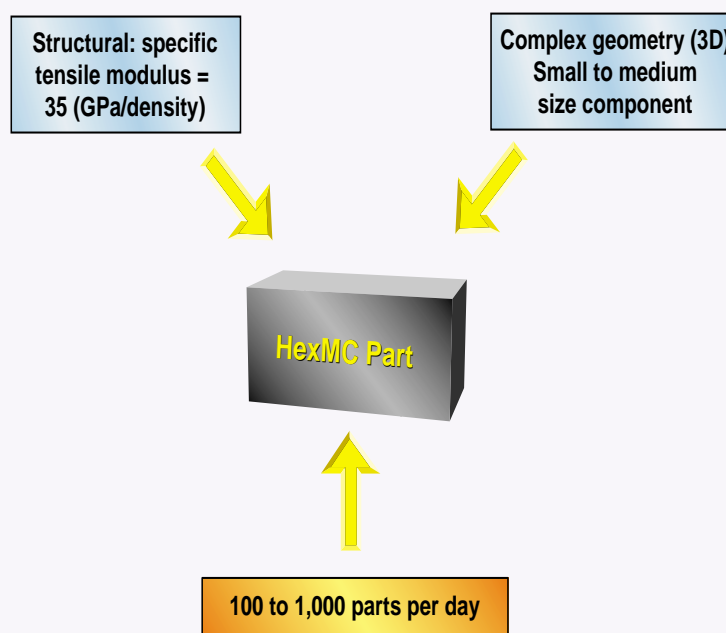 Structural: specific
tensile modulus =
35 (GPa/density)
Complex geometry (3D)
Small to medium
size component
HexMC Part
100 to 1,000 parts per day